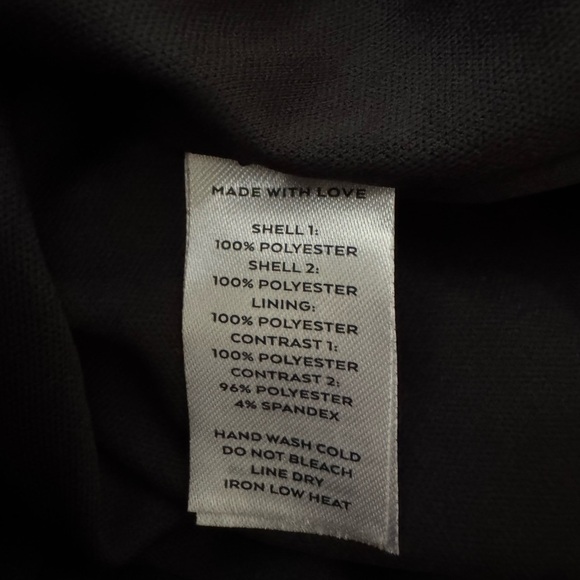 MADE WITH LOVE
SHELL 1:
100% POLYESTER
SHELL 2:
100% POLYESTER
LINING:
100% POLYESTER
CONTRAST 1:
100% POLYESTER
CONTRAST 2:
96% POLYESTER
4% SPANDEX
HAND WASH COLD
DO NOT BLEACH
LINE DRY
IRON LOW HEAT